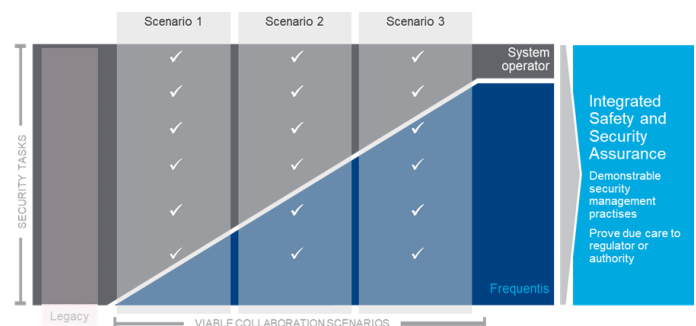 Scenario 1
Scenario 2
Scenario 3
System
operator
SECURITY TASKS
Integrated
Safety and
Security
Assurance
Demonstrable
security
management
practises
Prove due care to
regulator or
authority
Frequentis
Legacy
VIABLE COLLABORATION SCENARIOS